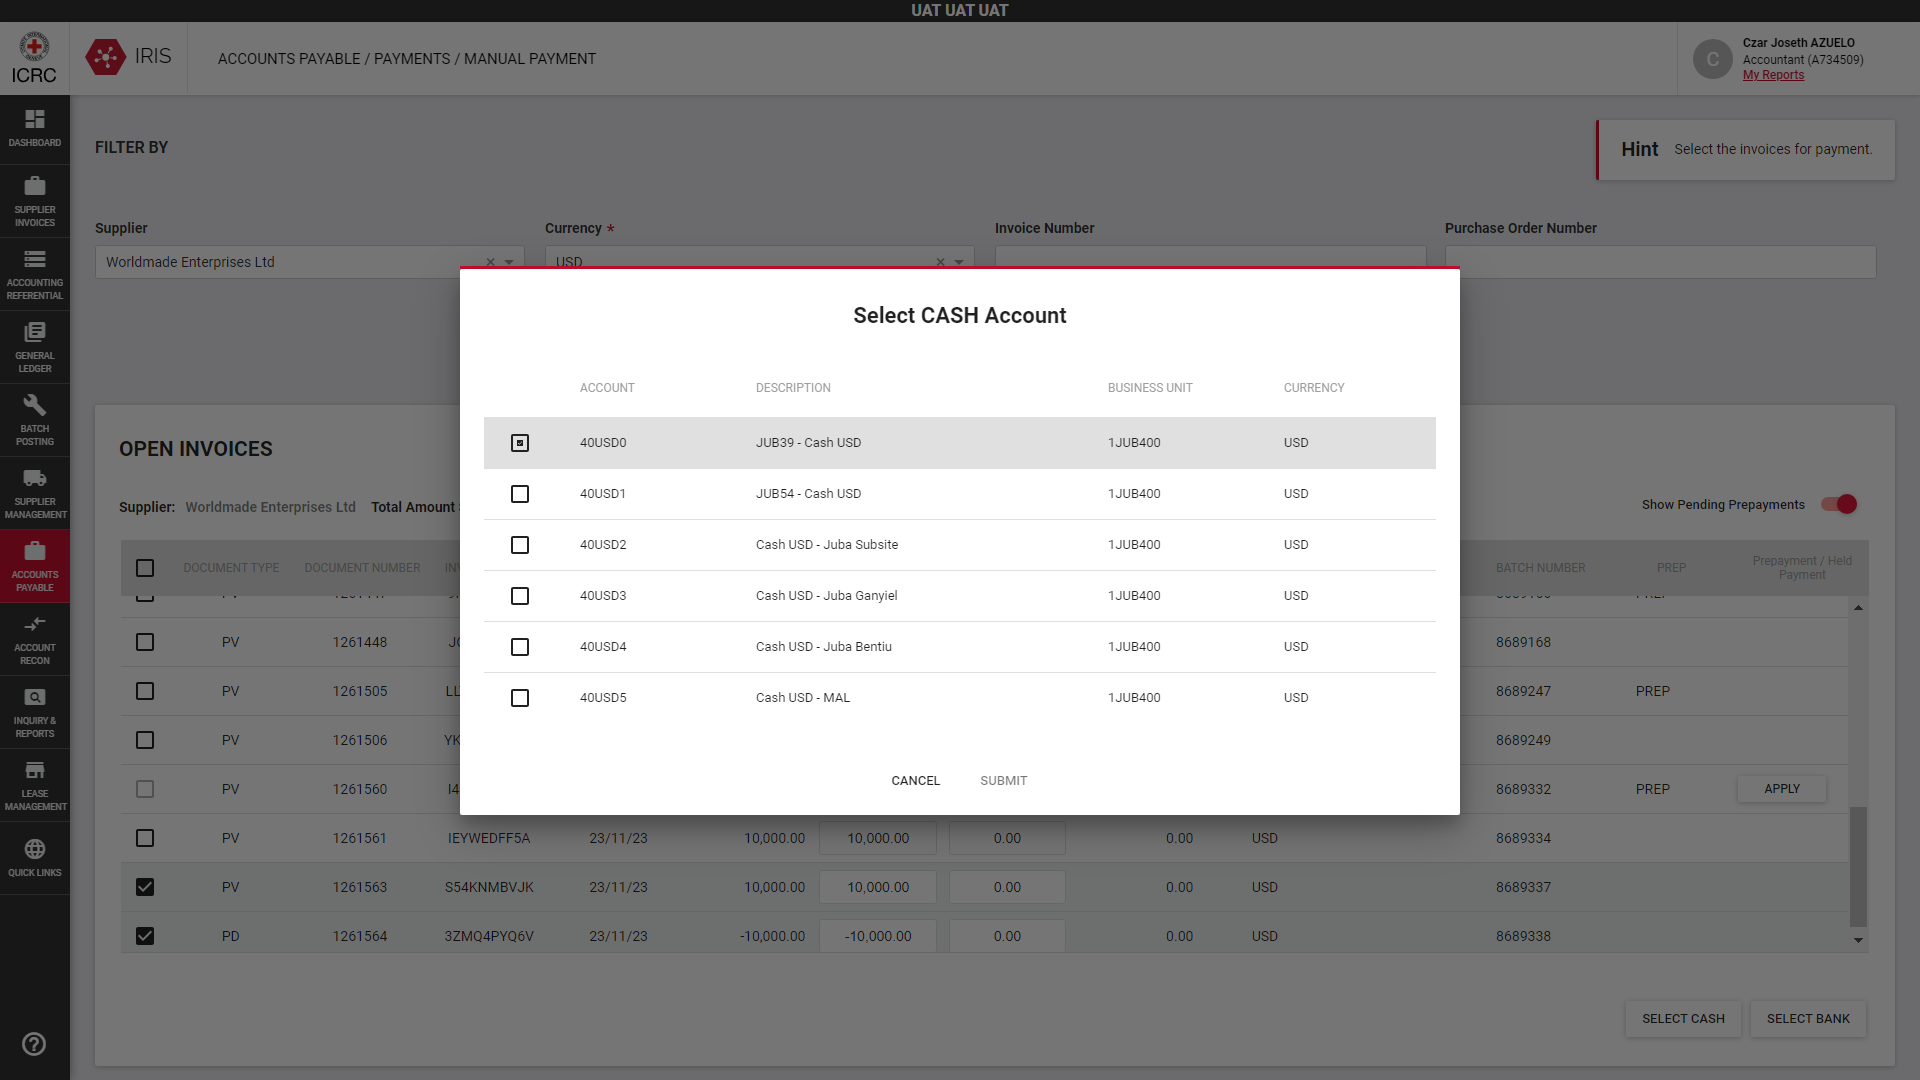 UAT UAT UAT
ICRC
IRIS
ACCOUNTS PAYABLE / PAYMENTS / MANUAL PAYMENT
C
Czar Joseth AZUELO
Accountant (A734509)
My Reports
DASHBOARD
SUPPLIER
INVOICES
ACCOUNTING
REFERENTIAL
GENERAL
LEDGER
BATCH
POSTING
SUPPLIER
MANAGEMENT
ACCOUNTS
PAYABLE
ACCOUNT
RECON
INQUIRY &
REPORTS
LEASE
MANAGEMENT
QUICK LINKS
FILTER BY
Hint Select the invoices for payment.
Supplier Currency * Invoice Number Purchase Order Number
Worldmade Enterprises Ltd USD
OPEN INVOICES
Supplier: Worldmade Enterprises Ltd Total Amount
Show Pending Prepayments
DOCUMENT TYPE DOCUMENT NUMBER BATCH NUMBER PREP Prepayment / Held
Payment
PV 1261448 8689168
PV 1261505 8689247 PREP
PV 1261506 8689249
PV 1261560 8689332 PREP APPLY
PV 1261561 IEYWEDFF5A 23/11/23 10,000.00 10,000.00 0.00 0.00 USD 8689334
PV 1261563 S54KNMBVJK 23/11/23 10,000.00 10,000.00 0.00 0.00 USD 8689337
PD 1261564 3ZMQ4PYQ6V 23/11/23 -10,000.00 -10,000.00 0.00 0.00 USD 8689338
SELECT CASH SELECT BANK
Select CASH Account
ACCOUNT DESCRIPTION BUSINESS UNIT CURRENCY
40USD0 JUB39 - Cash USD 1JUB400 USD
40USD1 JUB54 - Cash USD 1JUB400 USD
40USD2 Cash USD - Juba Subsite 1JUB400 USD
40USD3 Cash USD - Juba Ganyiel 1JUB400 USD
40USD4 Cash USD - Juba Bentiu 1JUB400 USD
40USD5 Cash USD - MAL 1JUB400 USD
CANCEL SUBMIT